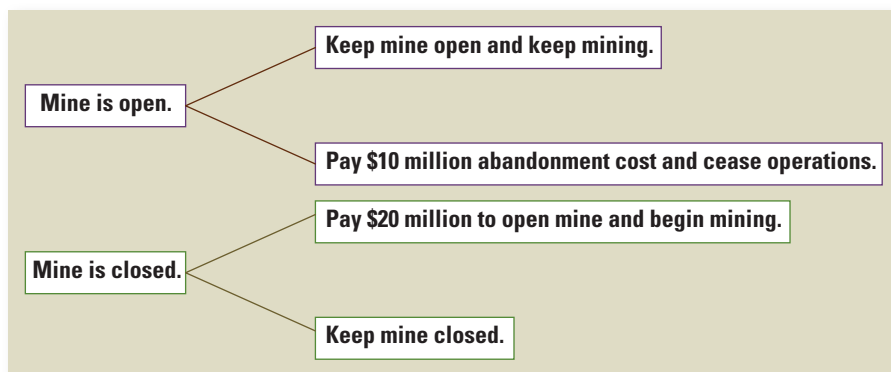 Keep mine open and keep mining.
Mine is open.
Pay $10 million abandonment cost and cease operations.
Pay $20 million to open mine and begin mining.
Mine is closed.
Keep mine closed.